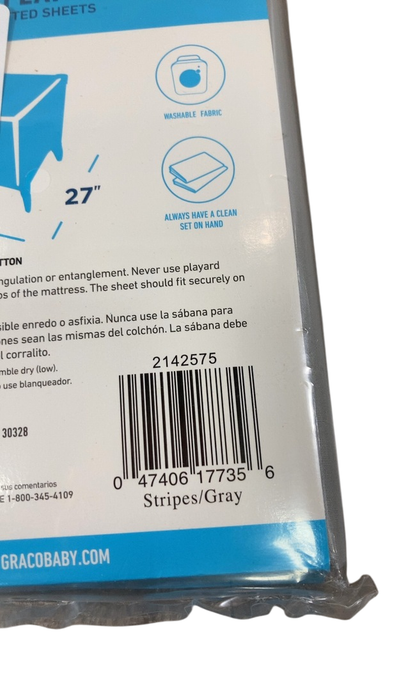 TED SHEETS
WASHABLE FABRIC
27"
ALWAYS HAVE A CLEAN
SET ON HAND
TTON
ngulation or entanglement. Never use playard
os of the mattress. The sheet should fit securely on
sible enredo o asfixia. Nunca use la sábana para
nes sean las mismas del colchón. La sábana debe
l corralito.
mble dry (low).
o use blanqueador.
30328
2142575
0 47406 17735 6
Stripes/Gray
sus comentarios
E 1-800-345-4109
GRACOBABY.COM